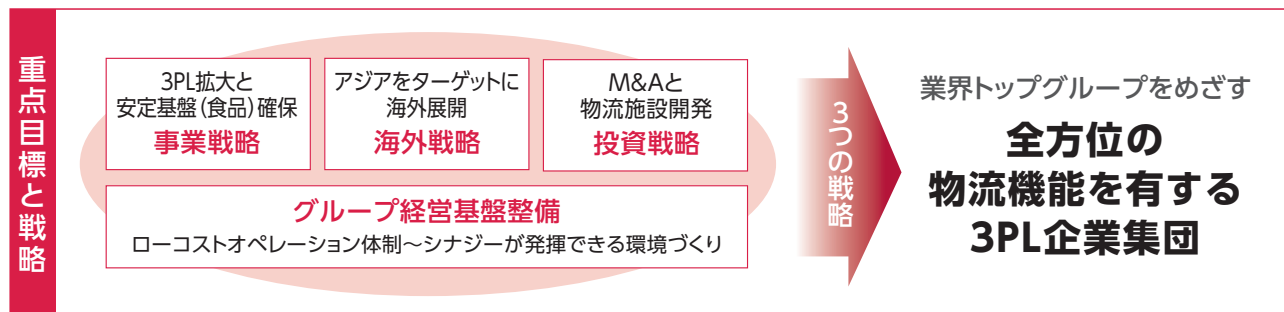 重点目標と戦略
3PL拡大と
安定基盤(食品)確保
事業戦略
アジアをターゲットに
海外展開
海外戦略
M&Aと
物流施設開発
投資戦略
グループ経営基盤整備
ローコストオペレーション体制～シナジーが発揮できる環境づくり
3つの戦略
業界トップグループをめざす
全方位の
物流機能を有する
3PL企業集団